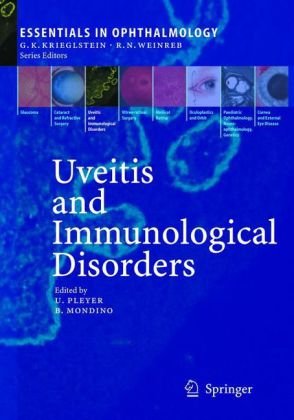 ESSENTIALS IN OPHTHALMOLOGY
G. K. KRIEGLSTEIN · R. N. WEINREB
Series Editors
Glaucoma
Cataract
and Refractive
Surgery
Uveitis
and
Immunological
Disorders
Vitreo-retinal
Surgery
Medical
Retina
Oculoplastics
and Orbit
Paediatric
Ophthalmology,
Neuro-
ophthalmology,
Genetics
Cornea
and External
Eye Disease
Uveitis
and
Immunological
Disorders
Edited by
U. PLEYER
B. MONDINO
Springer